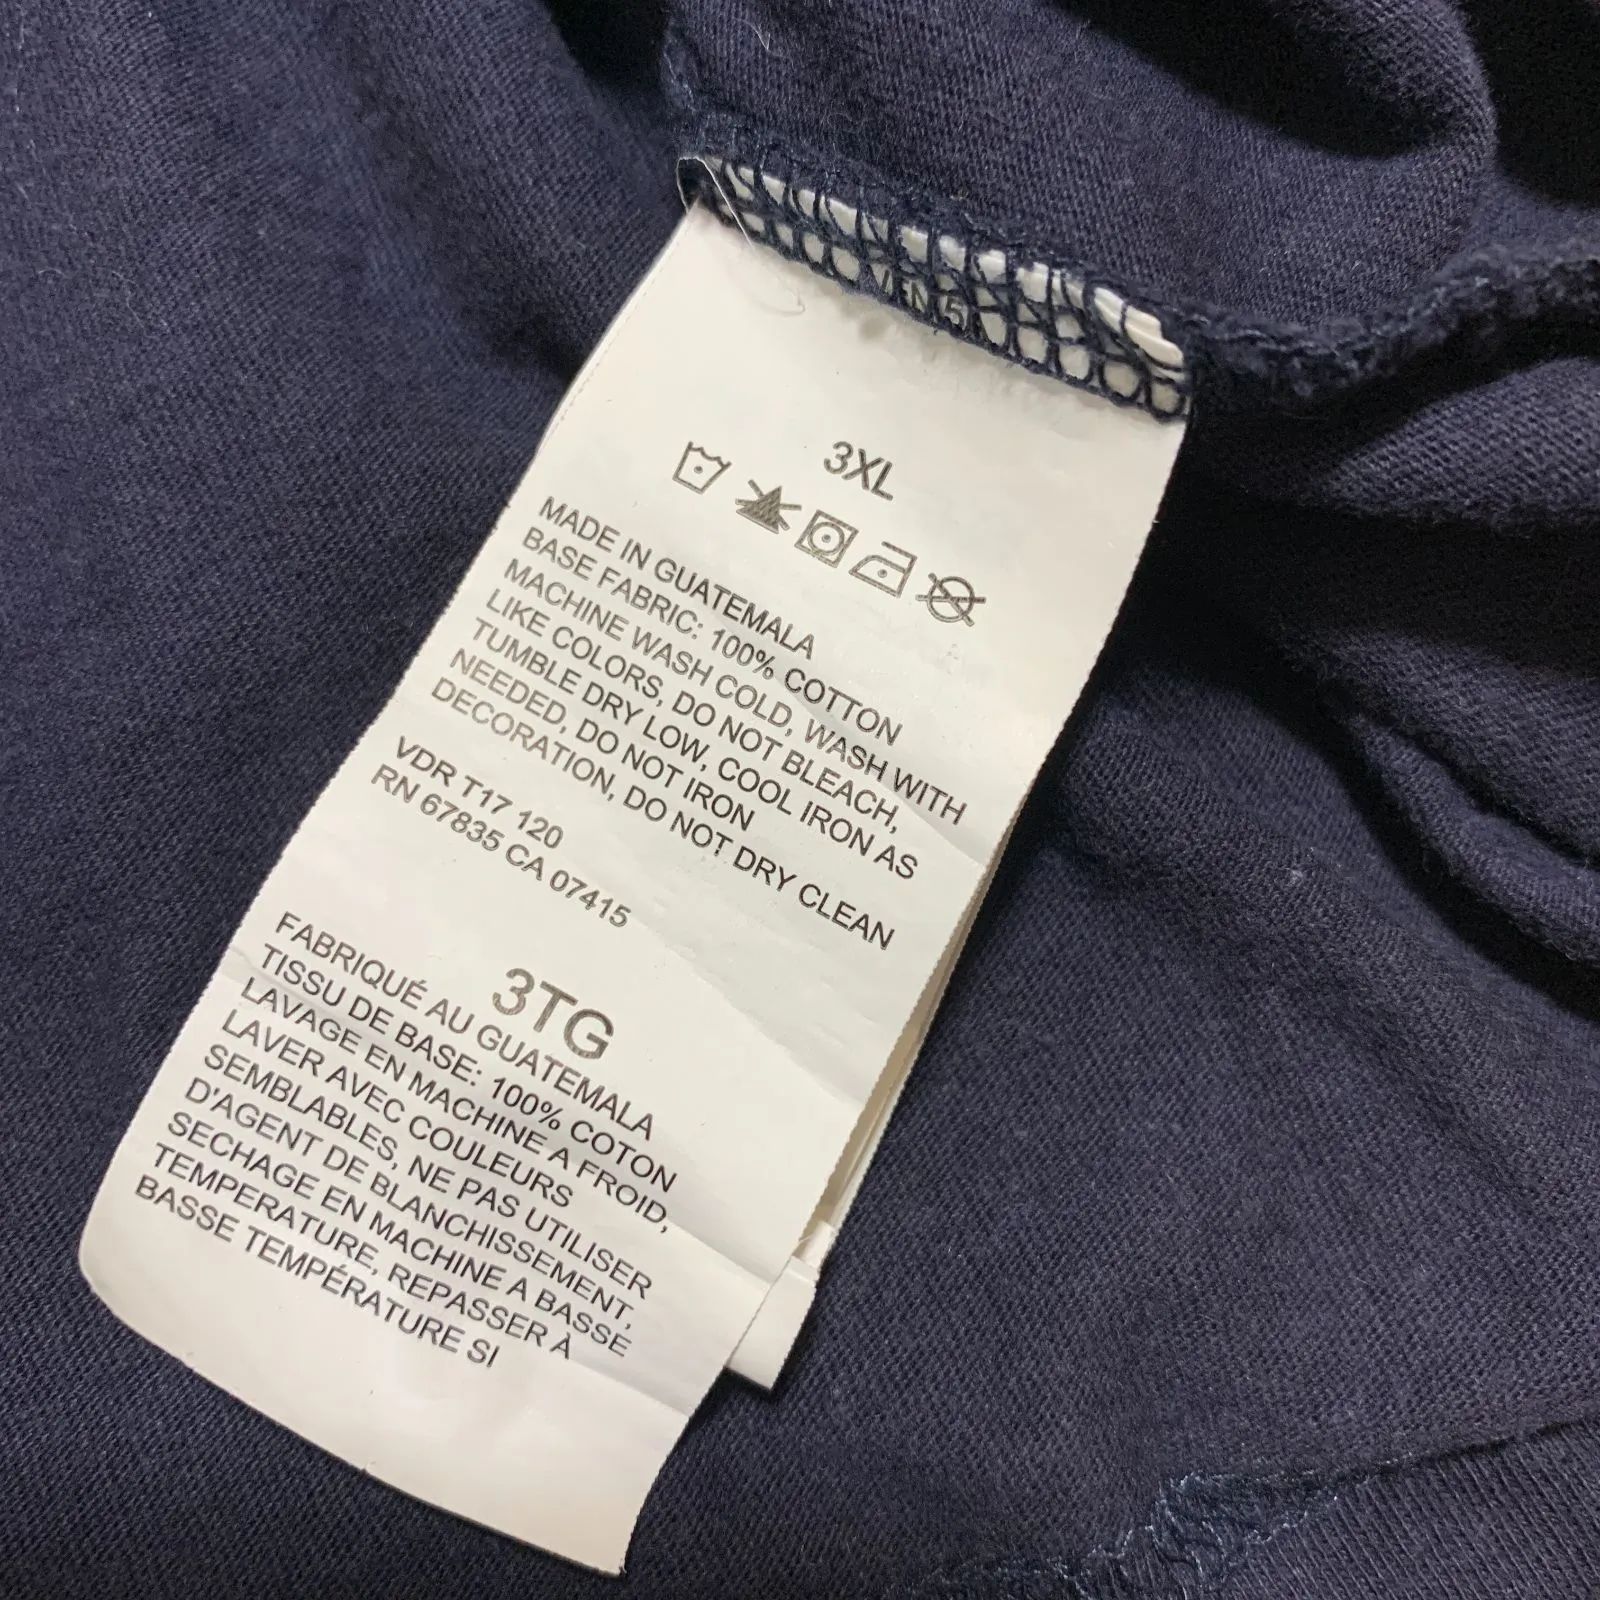 3XL
MADE IN GUATEMALA
BASE FABRIC: 100% COTTON
MACHINE WASH COLD, WASH WITH
LIKE COLORS, DO NOT BLEACH,
TUMBLE DRY LOW, COOL IRON AS
NEEDED, DO NOT IRON
DECORATION, DO NOT DRY CLEAN
VDR T17 120
RN 67835 CA 07415
3TG
FABRIQUÉ AU GUATEMALA
TISSU DE BASE: 100% COTON
LAVAGE EN MACHINE A FROID,
LAVER AVEC COULEURS
SEMBLABLES, NE PAS UTILISER
D'AGENT DE BLANCHISSEMENT,
SECHAGE EN MACHINE A BASSE
TEMPERATURE, REPASSER À
BASSE TEMPÉRATURE SI